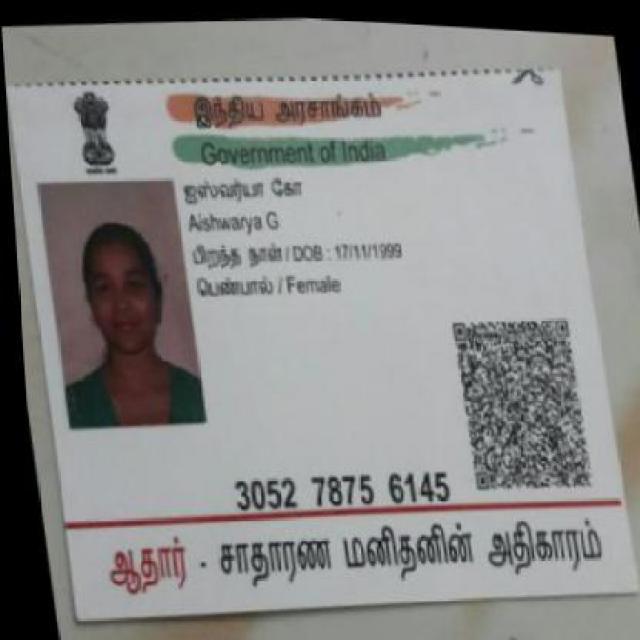 இந்திய அரசாங்கம்
Government of India
ஐஸ்வர்யா கோ
Aishwarya G
பிறந்த நாள் / DOB : 17/11/1999
பெண்பால் / Female
3052 7875 6145
ஆதார் - சாதாரண மனிதனின் அதிகாரம்